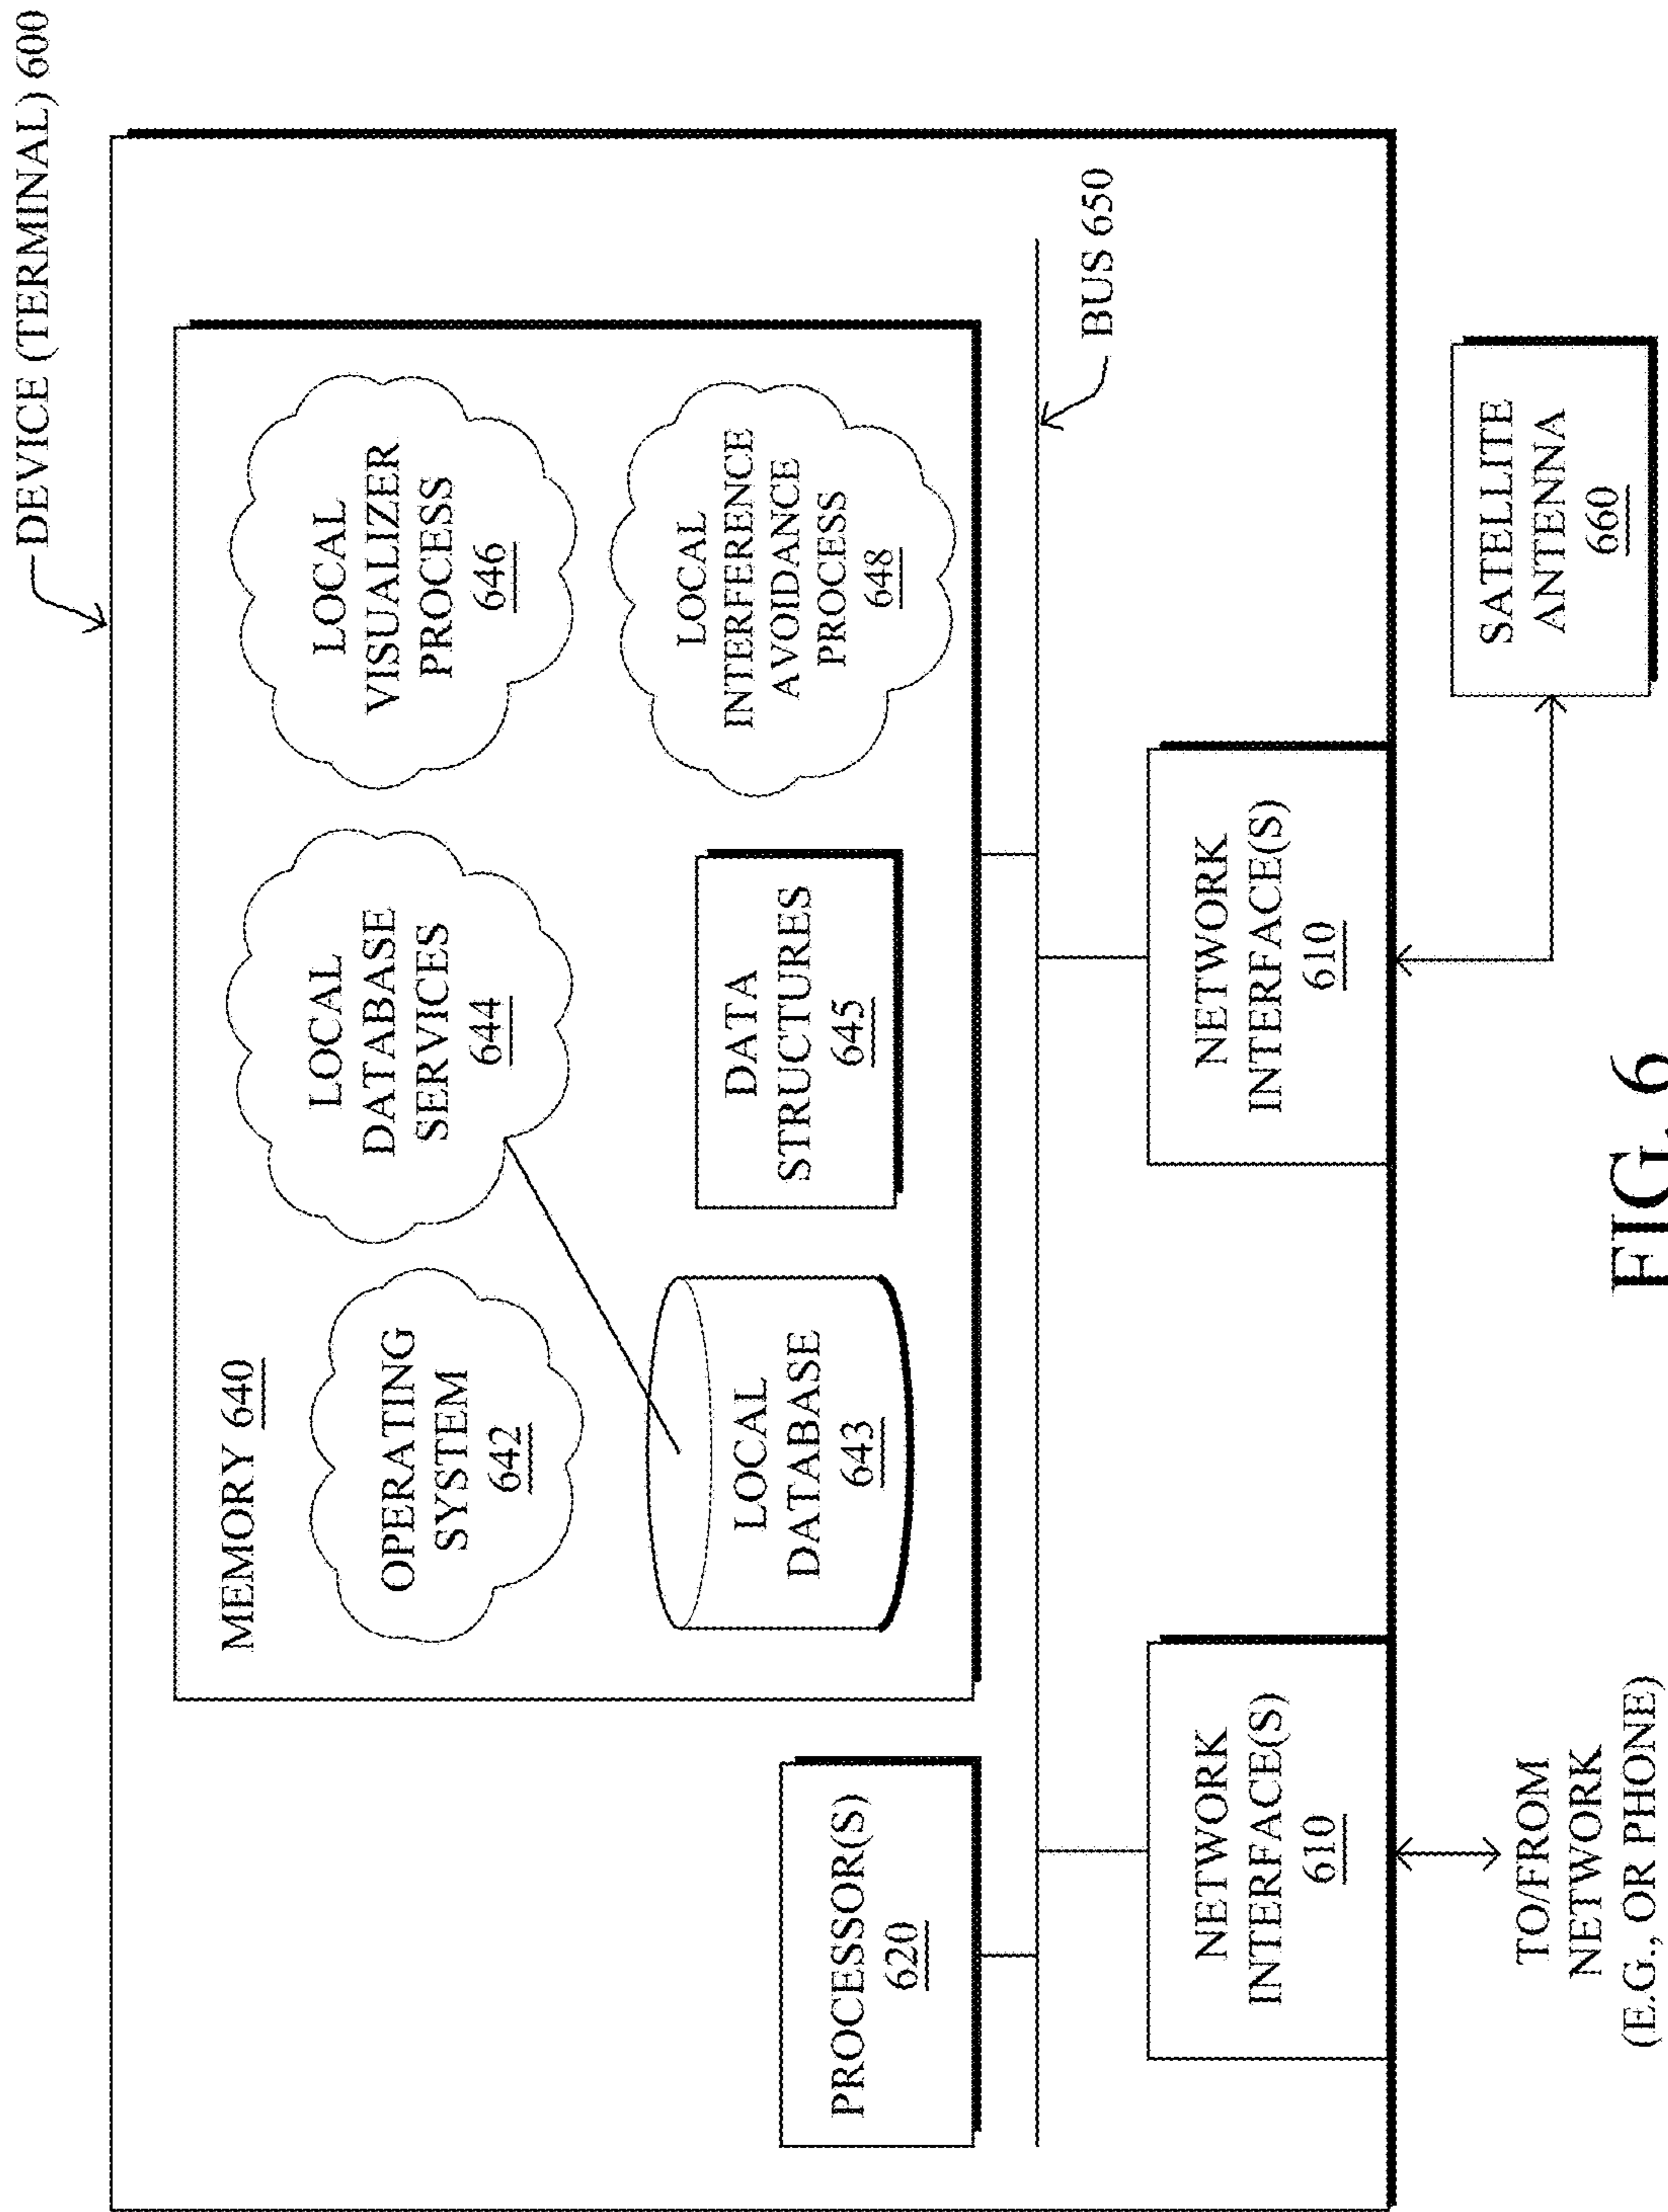 DEVICE (TERMINAL) 600
MEMORY 640
OPERATING
SYSTEM
642
LOCAL
DATABASE
SERVICES
644
LOCAL
VISUALIZER
PROCESS
646
LOCAL
DATABASE
643
DATA
STRUCTURES
645
LOCAL
INTERFERENCE
AVOIDANCE
PROCESS
648
PROCESSOR(S)
620
BUS 650
NETWORK
INTERFACE(S)
610
NETWORK
INTERFACE(S)
610
TO/FROM
NETWORK
(E.G., OR PHONE)
SATELLITE
ANTENNA
660
FIG. 6